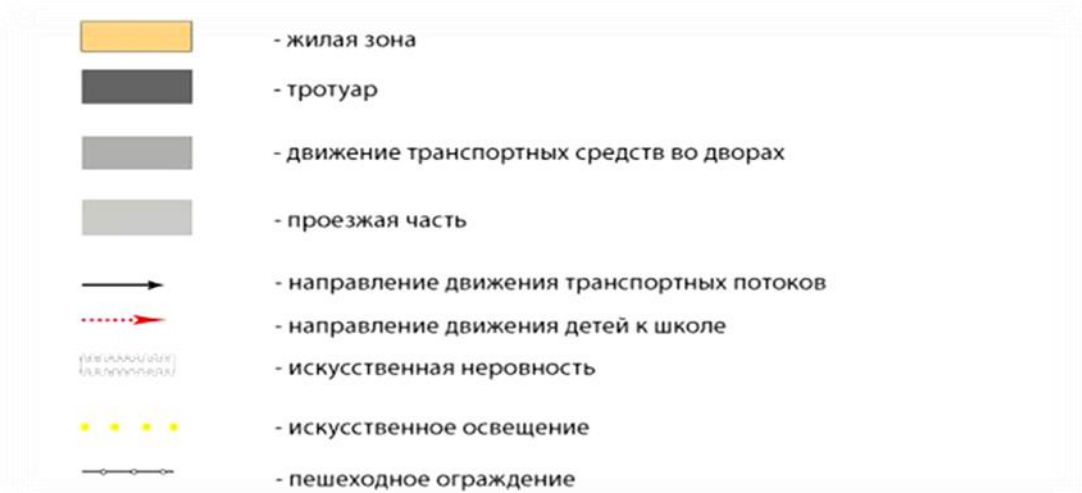 - жилая зона
- тротуар
- движение транспортных средств во дворах
- проезжая часть
- направление движения транспортных потоков
- направление движения детей к школе
- искусственная неровность
- искусственное освещение
- пешеходное ограждение